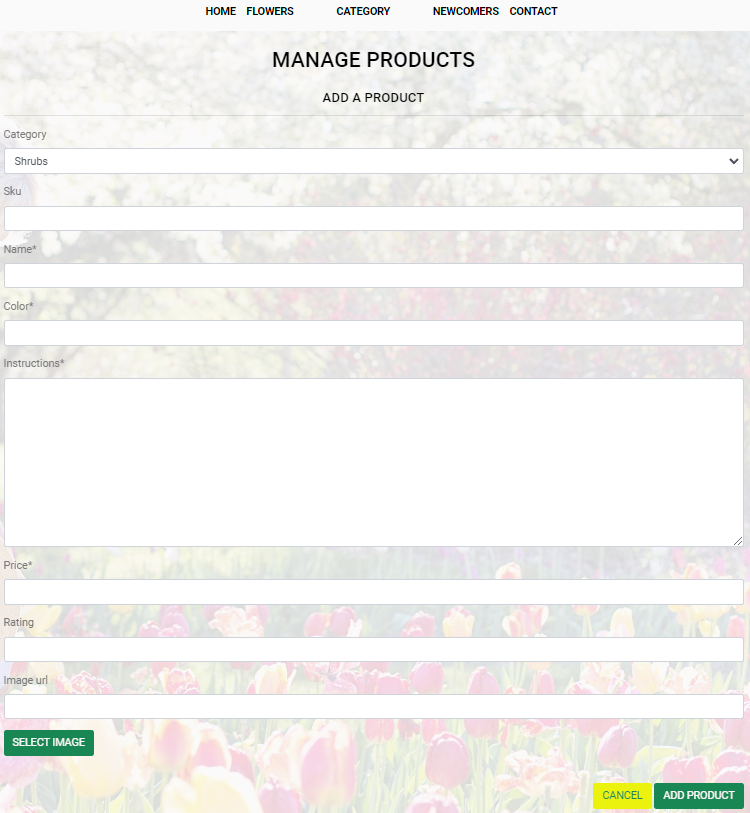 HOME FLOWERS CATEGORY NEWCOMERS CONTACT
MANAGE PRODUCTS
ADD A PRODUCT
Category
Shrubs
Sku
Name*
Color*
Instructions*
Price*
Rating
Image url
SELECT IMAGE
CANCEL ADD PRODUCT